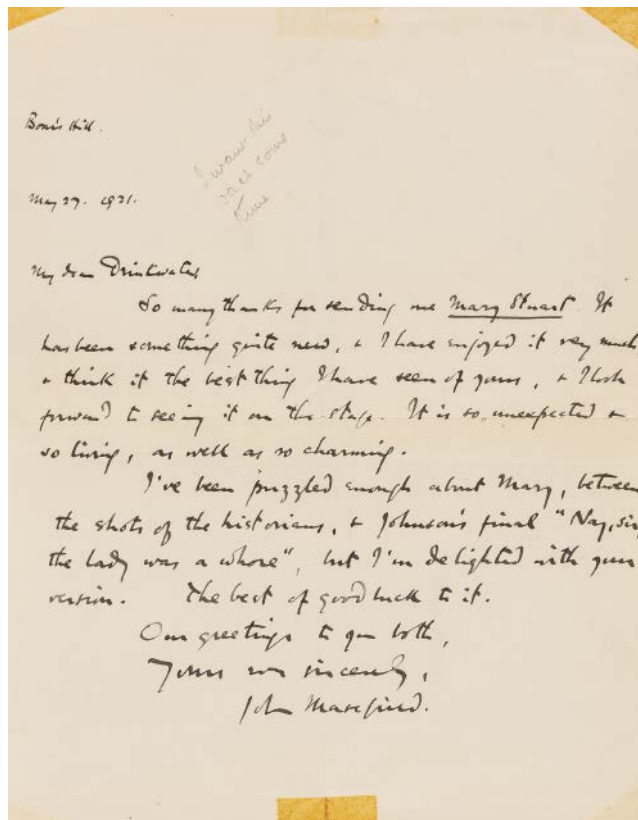 Boar's Hill.
May 27. 1921.
My dear Drinkwater,
So many thanks for sending me Mary Stuart. It
has been something quite new, & I have enjoyed it very much
& think it the best thing I have seen of yours, & I look
forward to seeing it on the stage. It is so unexpected &
so living, as well as so charming.
I've been puzzled enough about Mary, between
the shots of the historians, & Johnson's final "Nay, sir,
the lady was a whore", but I'm delighted with your
version. The best of good luck to it.
Our greetings to you both,
Yours ever sincerely,
John Masefield.